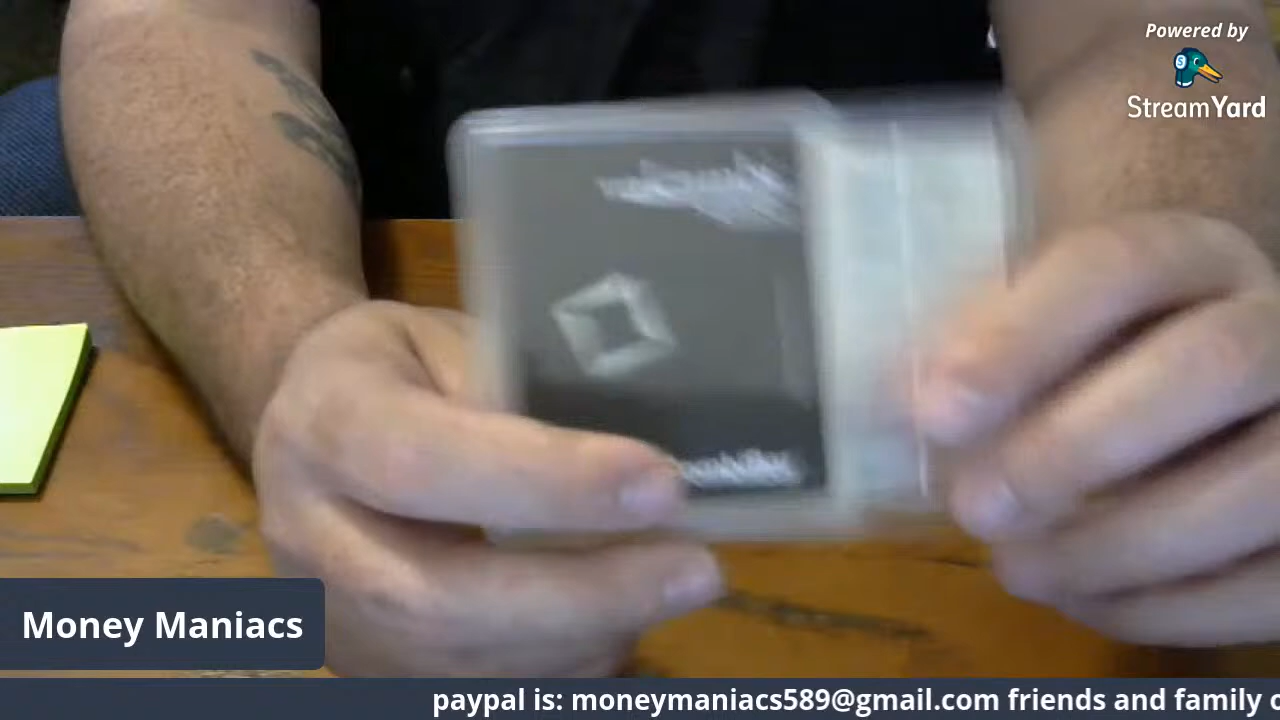 Powered by
StreamYard
Money Maniacs
paypal is: moneymaniacs589@gmail.com friends and family o